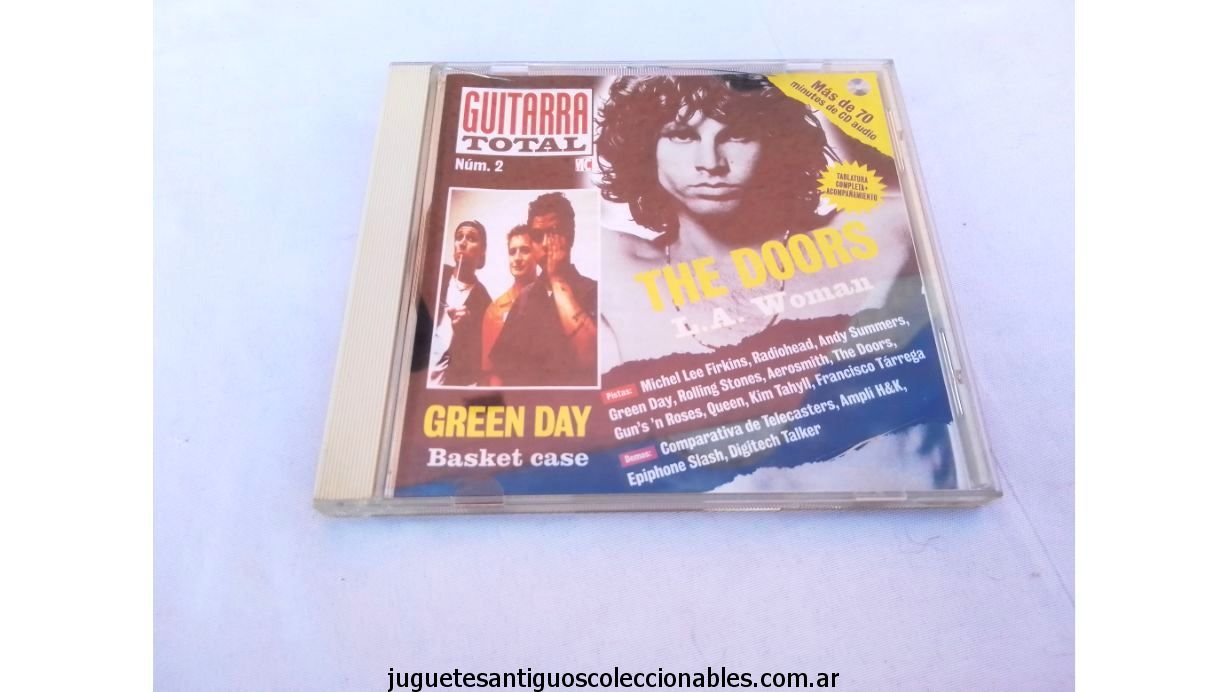 GUITARRA
TOTAL
Núm. 2
Más de 70
minutos de CD audio
TABLATURA
COMPLETA+
ACOMPAÑAMIENTO
THE DOORS
L.A. Woman
GREEN DAY
Basket case
Pistas: Michel Lee Firkins, Radiohead, Andy Summers,
Green Day, Rolling Stones, Aerosmith, The Doors,
Gun's 'n Roses, Queen, Kim Tahyll, Francisco Tárrega
Demos: Comparativa de Telecasters, Ampli H&K,
Epiphone Slash, Digitech Talker
juguetesantiguoscoleccionables.com.ar